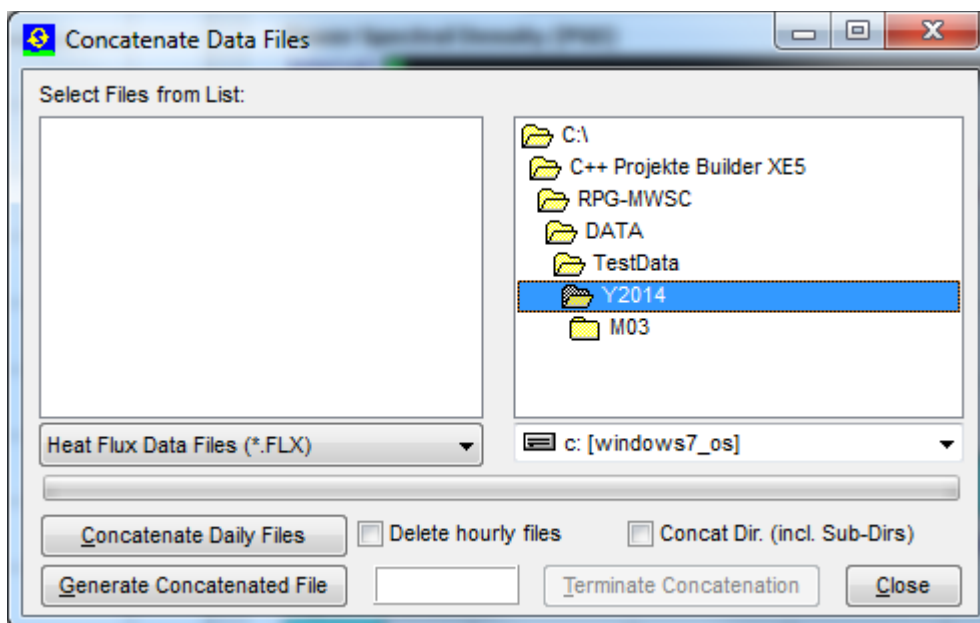 Concatenate Data Files
Select Files from List:
C:\
C++ Projekte Builder XE5
RPG-MWSC
DATA
TestData
Y2014
M03
Heat Flux Data Files (*.FLX)
c: [windows7_os]
Concatenate Daily Files
Delete hourly files
Concat Dir. (incl. Sub-Dirs)
Generate Concatenated File
Terminate Concatenation
Close